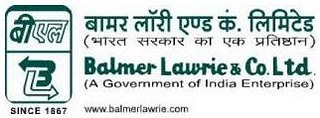 बीएल
बामर लॉरी एण्ड कं. लिमिटेड
(भारत सरकार का एक प्रतिष्ठान)
Balmer Lawrie & Co. Ltd.
(A Government of India Enterprise)
SINCE 1867
www.balmerlawrie.com